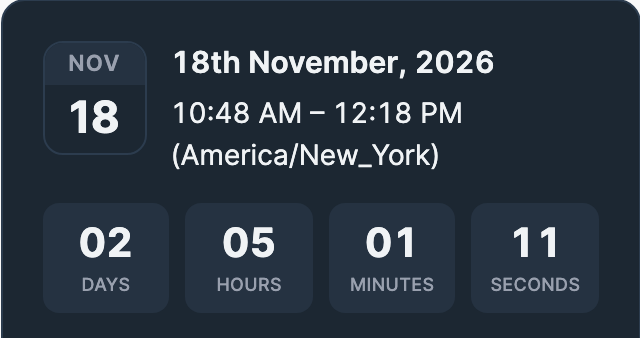 NOV
18
18th November, 2026
10:48 AM – 12:18 PM
(America/New_York)
02 05 01 11
DAYS HOURS MINUTES SECONDS